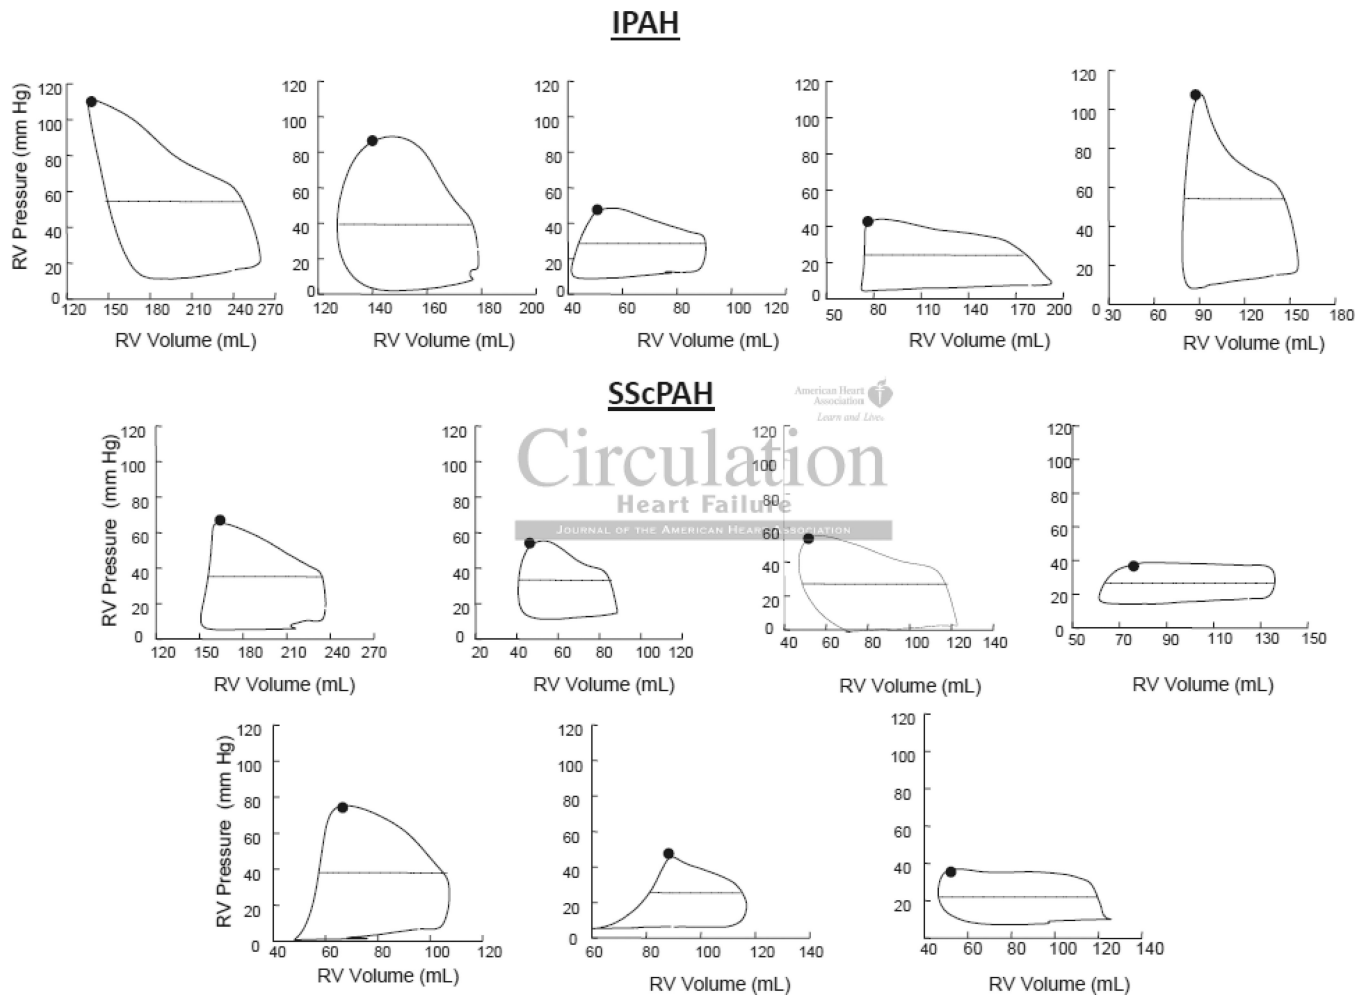 IPAH
RV Pressure (mm Hg)
120
100
80
60
40
20
0
120 150 180 210 240 270
RV Volume (mL)
120
100
80
60
40
20
0
120 140 160 180 200
RV Volume (mL)
120
100
80
60
40
20
0
40 60 80 100 120
RV Volume (mL)
120
100
80
60
40
20
0
50 80 110 140 170 200
RV Volume (mL)
120
100
80
60
40
20
0
30 60 90 120 150 180
RV Volume (mL)
SScPAH
American Heart
Association
Learn and Live
Circulation
Heart Failure
JOURNAL OF THE AMERICAN HEART ASSOCIATION
RV Pressure (mm Hg)
120
100
80
60
40
20
0
120 150 180 210 240 270
RV Volume (mL)
120
100
80
60
40
20
0
20 40 60 80 100 120
RV Volume (mL)
120
100
80
60
40
20
0
40 60 80 100 120 140
RV Volume (mL)
120
100
80
60
40
20
0
50 70 90 110 130 150
RV Volume (mL)
RV Pressure (mm Hg)
120
100
80
60
40
20
0
40 60 80 100 120
RV Volume (mL)
120
100
80
60
40
20
0
60 80 100 120 140
RV Volume (mL)
120
100
80
60
40
20
0
40 60 80 100 120 140
RV Volume (mL)